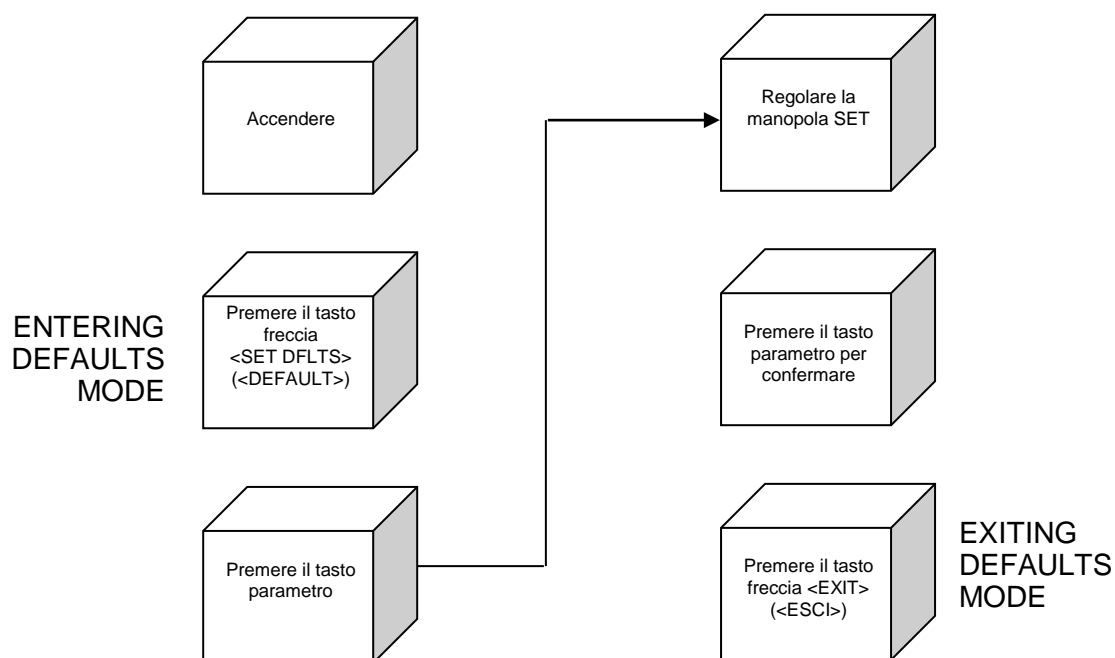 Accendere
ENTERING
DEFAULTS
MODE
Premere il tasto
freccia
<SET DFLTS>
(<DEFAULT>)
Premere il tasto
parametro
Regolare la
manopola SET
Premere il tasto
parametro per
confermare
Premere il tasto
freccia <EXIT>
(<ESCI>)
EXITING
DEFAULTS
MODE